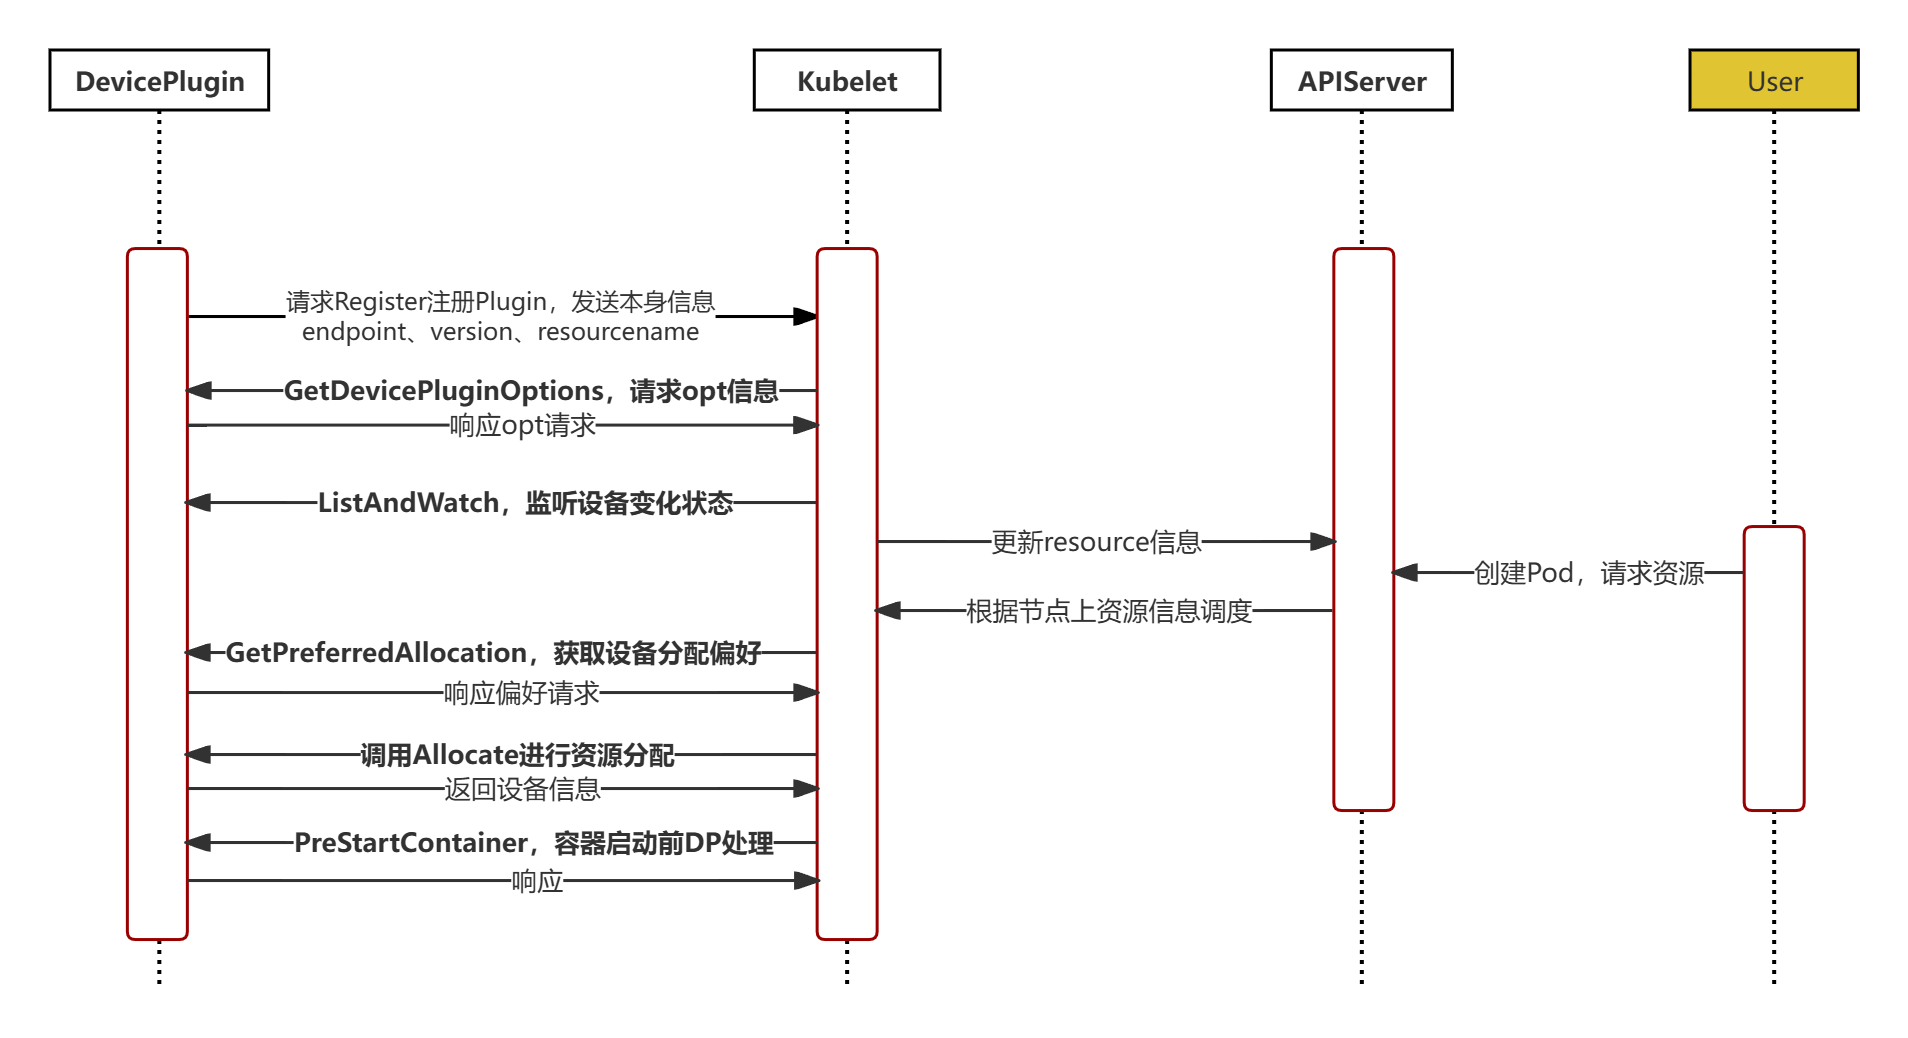 DevicePlugin
Kubelet
APIServer
User
请求Register注册Plugin，发送本身信息
endpoint、version、resourcename
GetDevicePluginOptions，请求opt信息
响应opt请求
ListAndWatch，监听设备变化状态
更新resource信息
创建Pod，请求资源
根据节点上资源信息调度
GetPreferredAllocation，获取设备分配偏好
响应偏好请求
调用Allocate进行资源分配
返回设备信息
PreStartContainer，容器启动前DP处理
响应